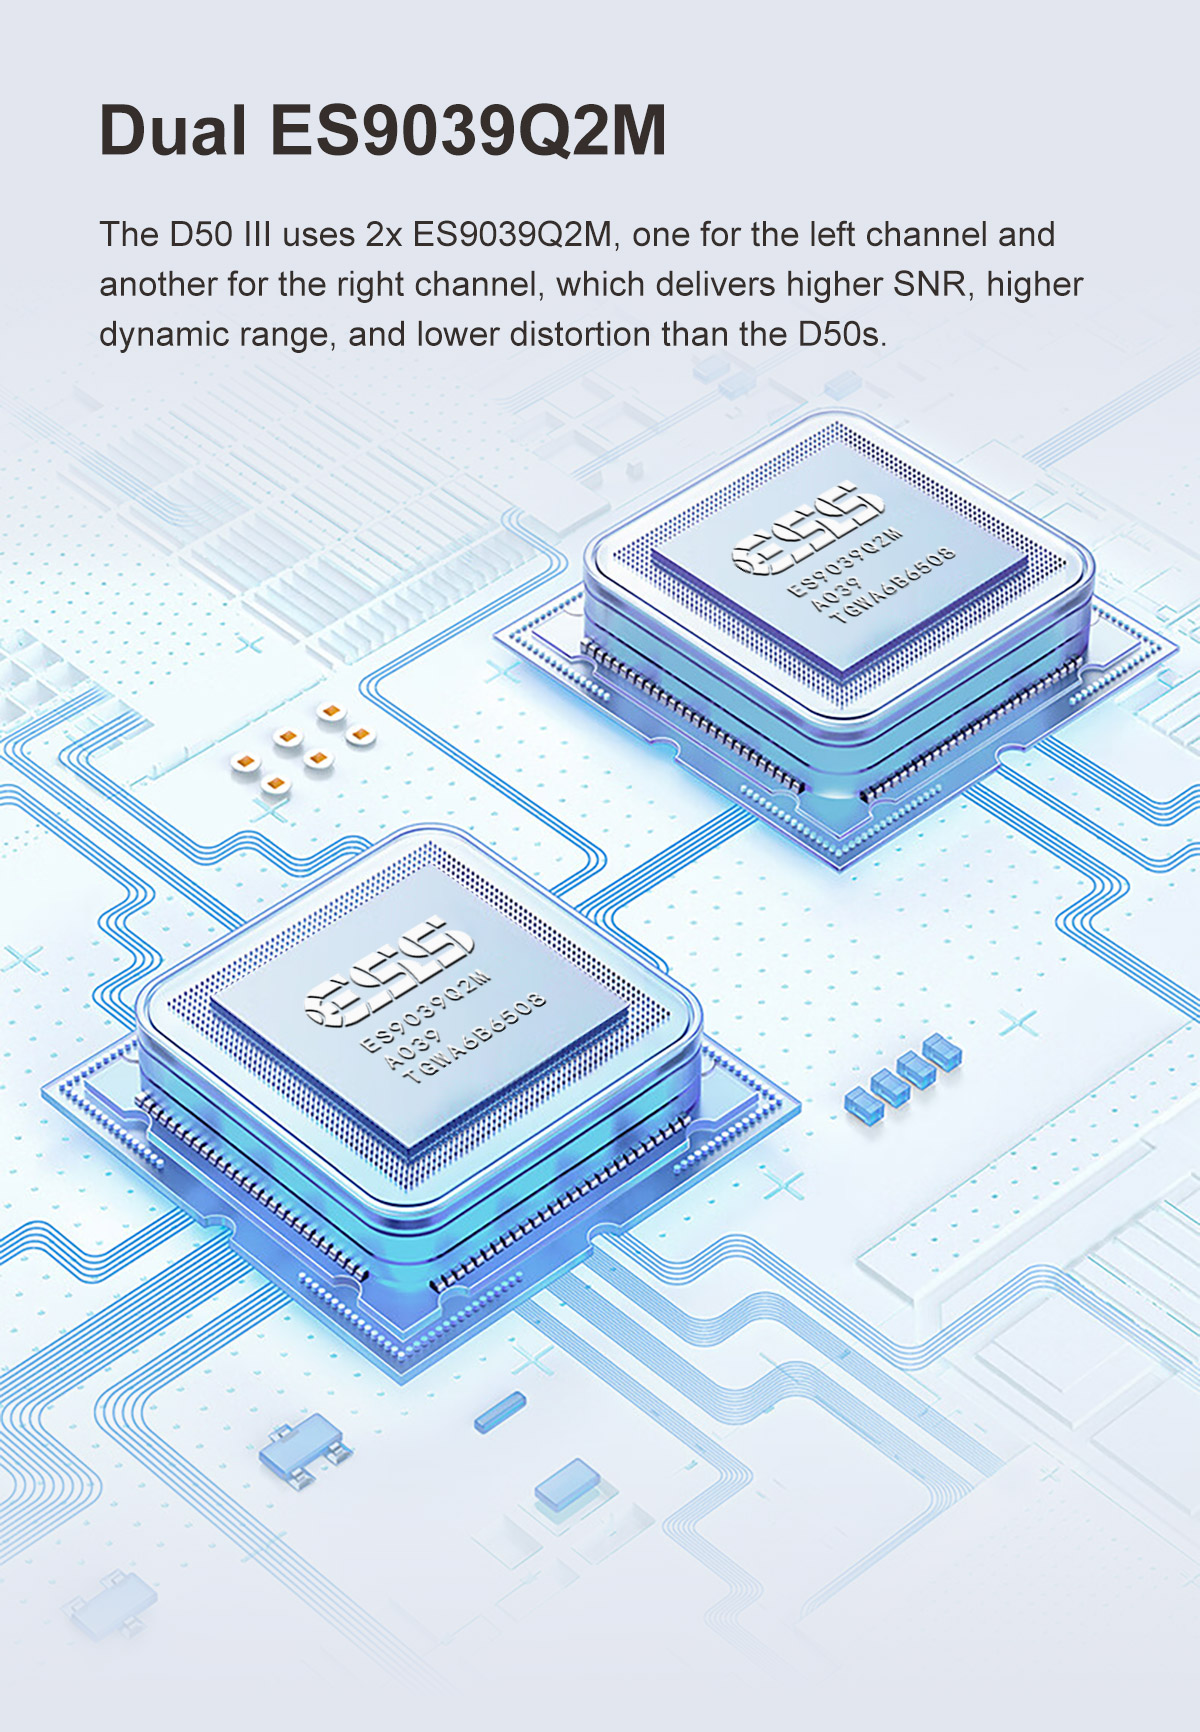 Dual ES9039Q2M
The D50 III uses 2x ES9039Q2M, one for the left channel and
another for the right channel, which delivers higher SNR, higher
dynamic range, and lower distortion than the D50s.
ESS
ES9039Q2M
A039
TGWA6B6508
ESS
ES9039Q2M
A039
TGWA6B6508